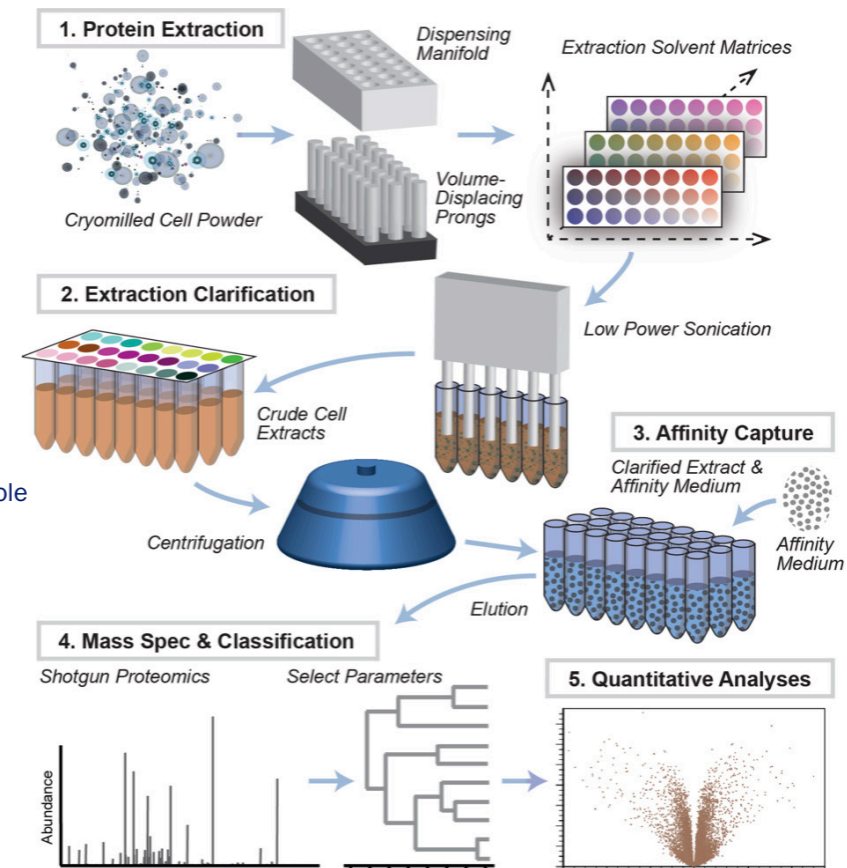 1. Protein Extraction
Dispensing
Manifold
Extraction Solvent Matrices
Cryomilled Cell Powder
Volume-
Displacing
Prongs
2. Extraction Clarification
Low Power Sonication
Crude Cell
Extracts
3. Affinity Capture
Clarified Extract &
Affinity Medium
ole
Centrifugation
Affinity
Medium
Elution
4. Mass Spec & Classification
Shotgun Proteomics
Select Parameters
5. Quantitative Analyses
Abundance